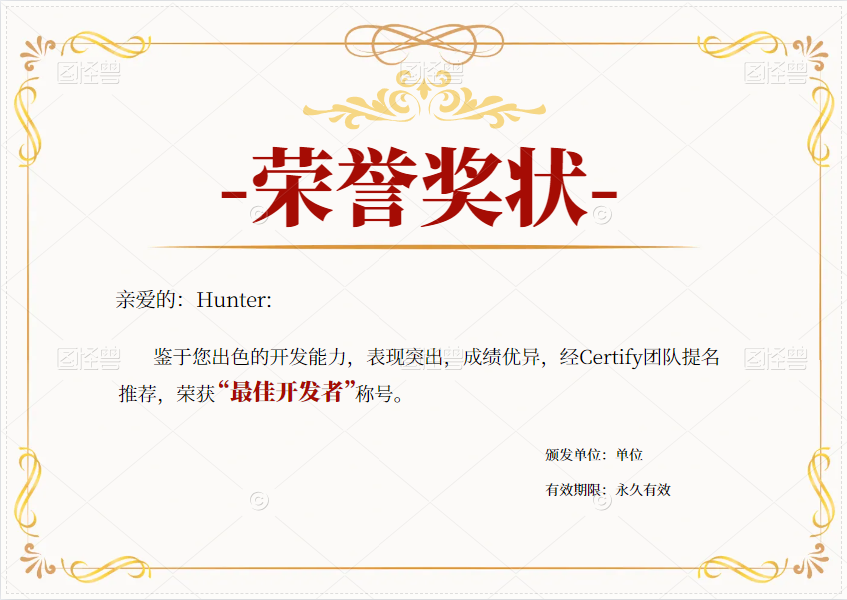 图怪兽 图怪兽 图怪兽
-荣誉奖状-
亲爱的：Hunter:
鉴于您出色的开发能力，表现突出，成绩优异，经Certify团队提名
推荐，荣获“最佳开发者”称号。
图怪兽 图怪兽 图怪兽
颁发单位：单位
有效期限：永久有效